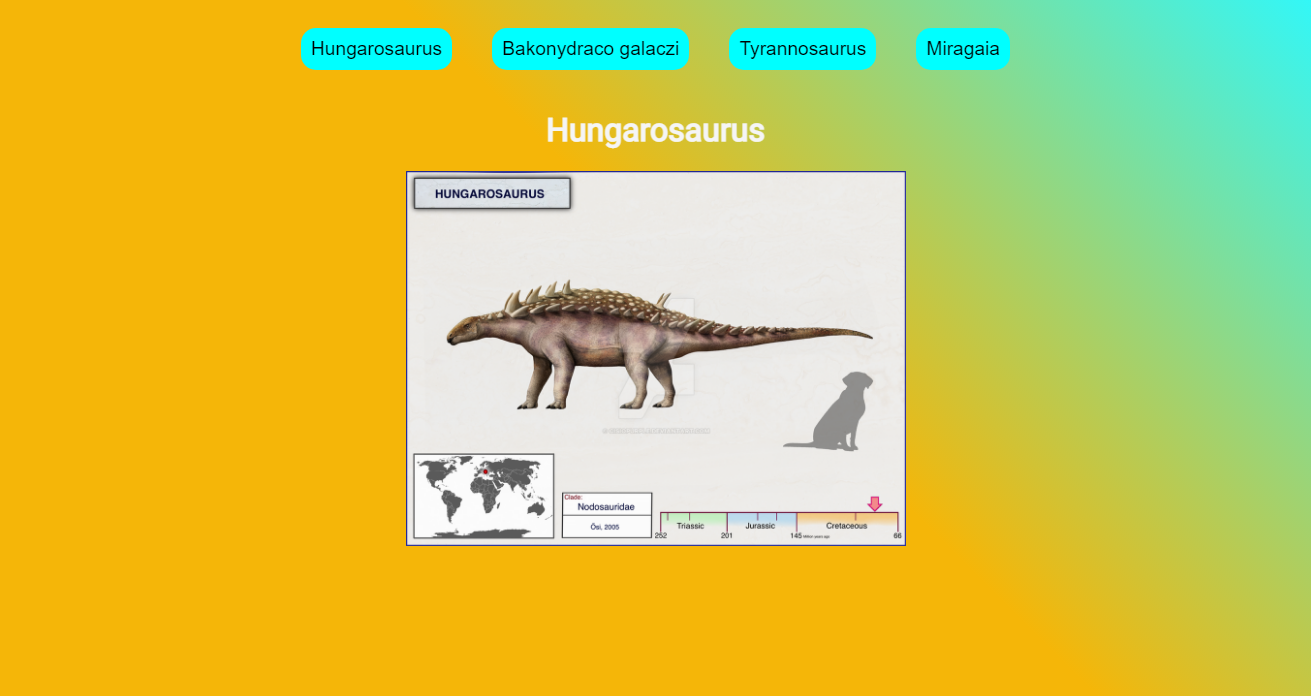 Hungarosaurus Bakonydraco galaczi Tyrannosaurus Miragaia
Hungarosaurus
HUNGAROSAURUS
Clade:
Nodosauridae
Ősi, 2005
Triassic Jurassic Cretaceous
252 201 145 Million years ago 66